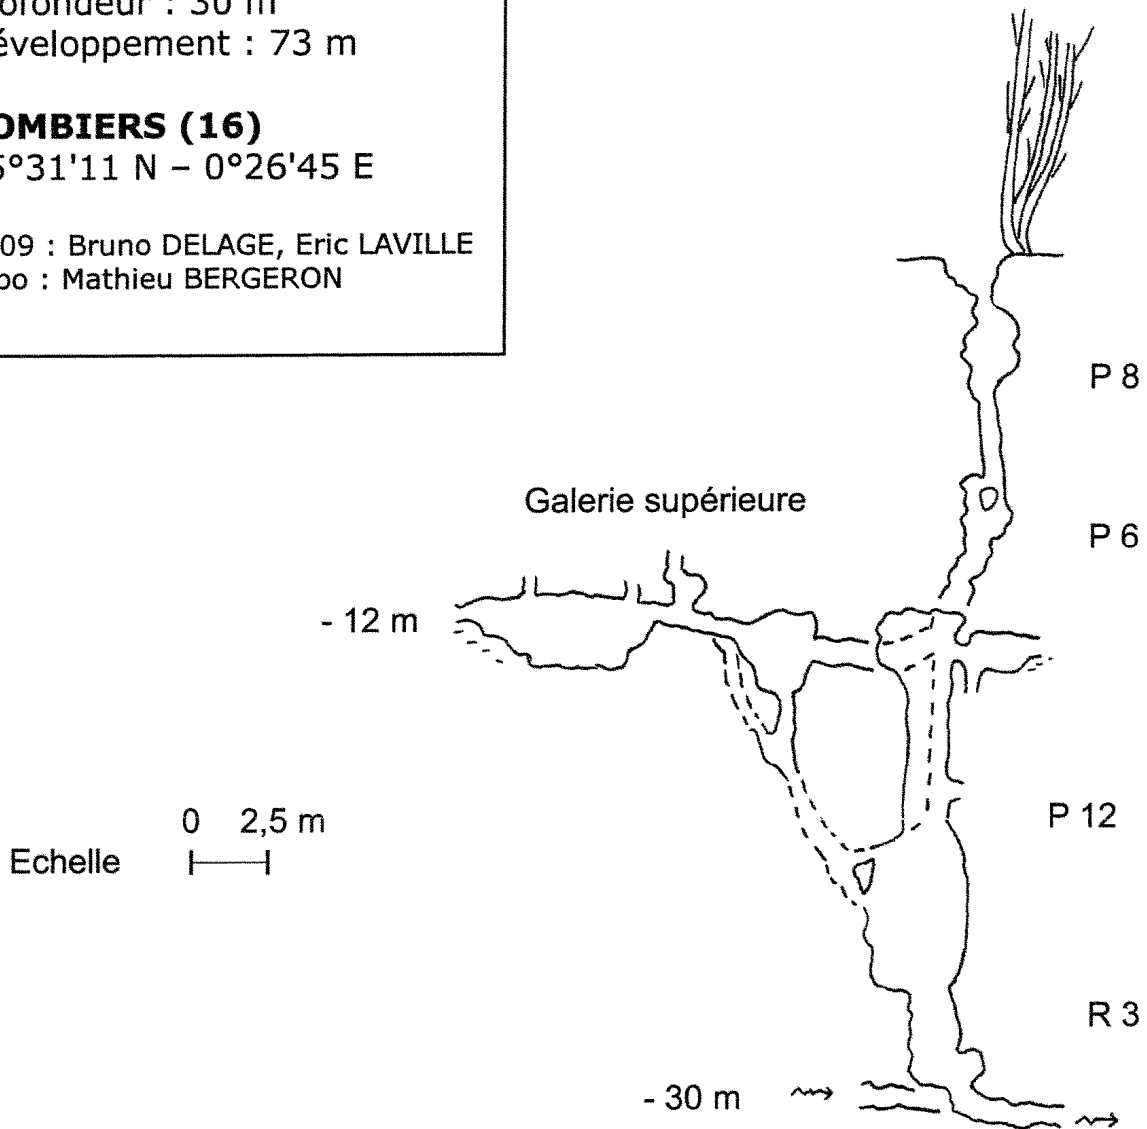 ofondeur : 30 m
éveloppement : 73 m
OMBIERS (16)
5°31'11 N – 0°26'45 E
09 : Bruno DELAGE, Eric LAVILLE
oo : Mathieu BERGERON
P 8
Galerie supérieure
P 6
- 12 m
0 2,5 m
Echelle
P 12
R 3
- 30 m